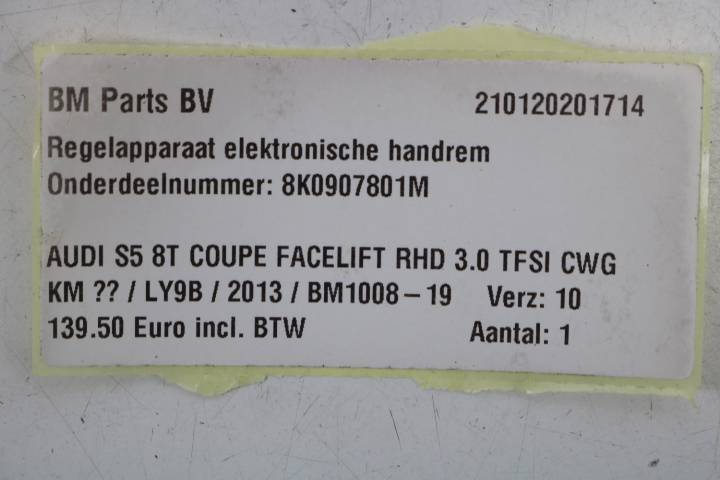 BM Parts BV 210120201714
Regelapparaat elektronische handrem
Onderdeelnummer: 8K0907801M
AUDI S5 8T COUPE FACELIFT RHD 3.0 TFSI CWG
KM ?? / LY9B / 2013 / BM1008-19 Verz: 10
139.50 Euro incl. BTW Aantal: 1